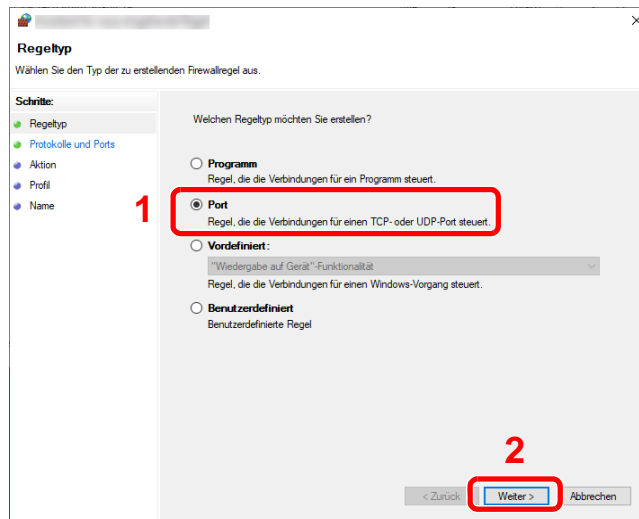 Regeltyp
Wählen Sie den Typ der zu erstellenden Firewallregel aus.
Schritte:
Regeltyp
Protokolle und Ports
Aktion
Profil
Name
Welchen Regeltyp möchten Sie erstellen?
Programm
Regel, die die Verbindungen für ein Programm steuert.
1
Port
Regel, die die Verbindungen für einen TCP- oder UDP-Port steuert.
Vordefiniert:
"Wiedergabe auf Gerät"-Funktionalität
Regel, die die Verbindungen für einen Windows-Vorgang steuert.
Benutzerdefiniert
Benutzerdefinierte Regel
2
< Zurück
Weiter >
Abbrechen